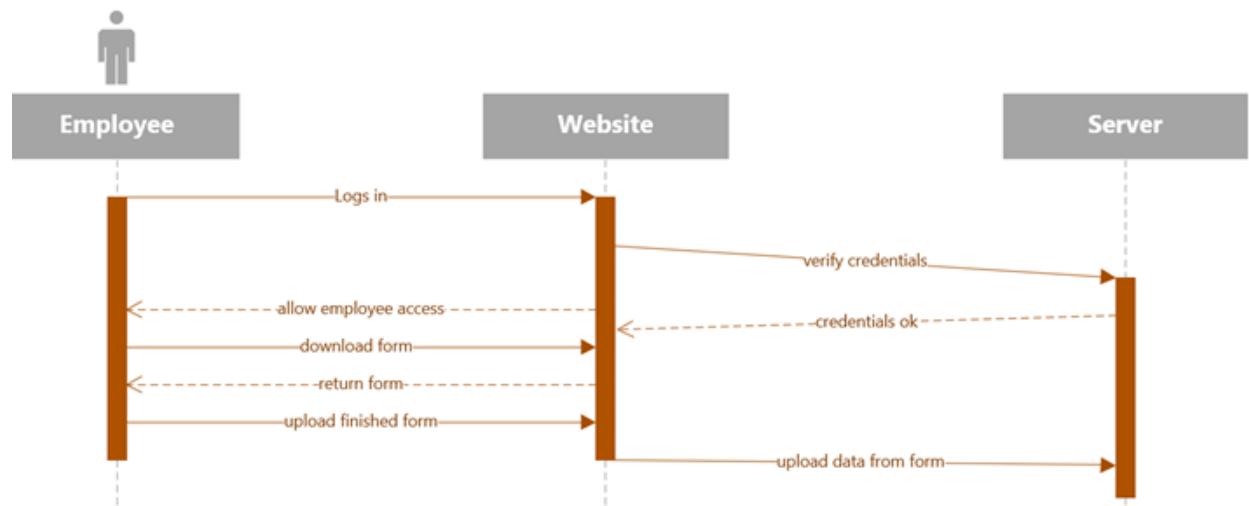 Employee
Website
Server
Logs in
verify credentials
allow employee access
credentials ok
download form
return form
upload finished form
upload data from form